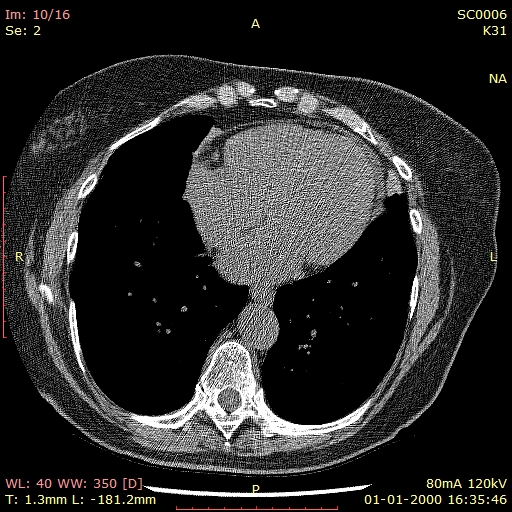 Im: 10/16
Se: 2
A
SC0006
K31
NA
R
L
WL: 40 WW: 350 [D]
T: 1.3mm L: -181.2mm
P
80mA 120kV
01-01-2000 16:35:46